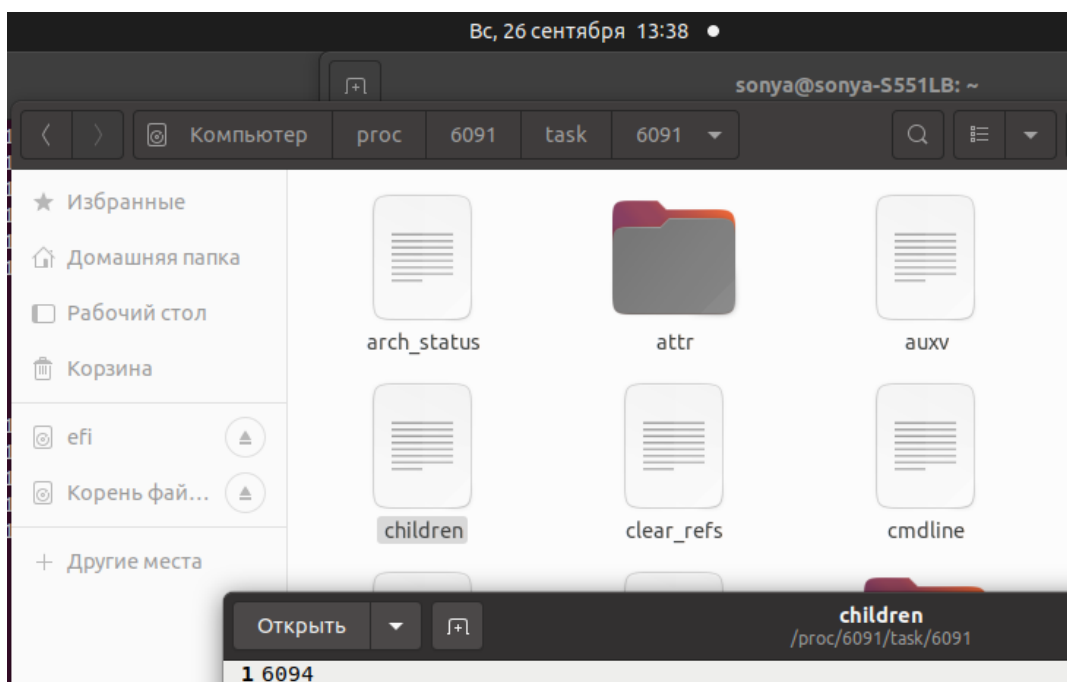 Вс, 26 сентября 13:38
sonya@sonya-S551LB: ~
Компьютер proc 6091 task 6091
Избранные
Домашняя папка
Рабочий стол
Корзина
efi
Корень фай...
Другие места
arch_status attr auxv
children clear_refs cmdline
Открыть children
/proc/6091/task/6091
1 6094